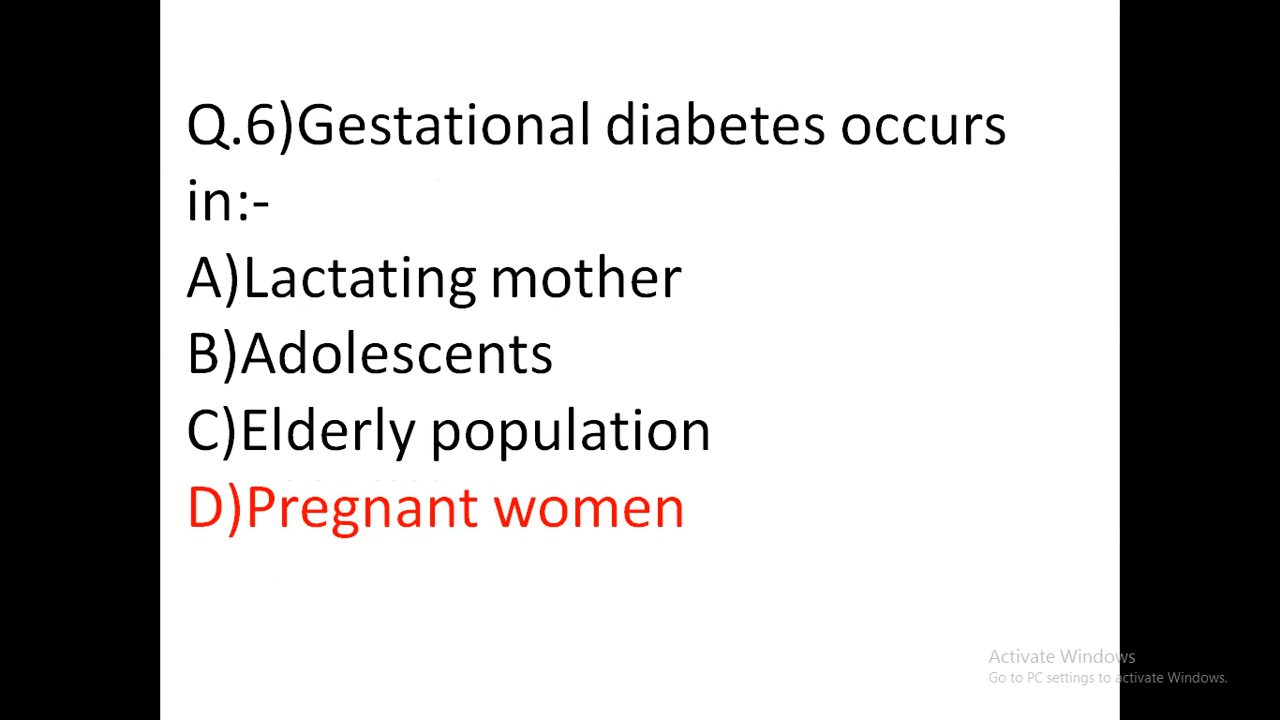 Q.6)Gestational diabetes occurs
in:-
A)Lactating mother
B)Adolescents
C)Elderly population
D)Pregnant women
Activate Windows
Go to PC settings to activate Windows.